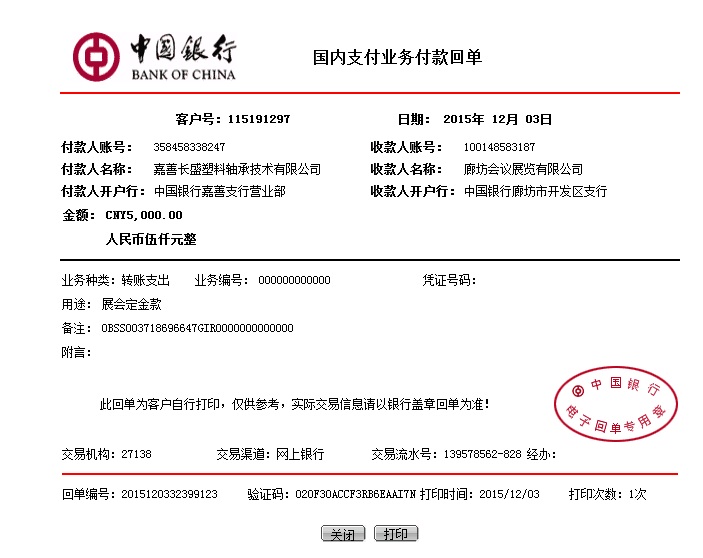 中国银行
BANK OF CHINA
国内支付业务付款回单
客户号：115191297 日期： 2015年 12月 03日
付款人账号： 358458338247 收款人账号： 100148583187
付款人名称： 嘉善长盛塑料轴承技术有限公司 收款人名称： 廊坊会议展览有限公司
付款人开户行： 中国银行嘉善支行营业部 收款人开户行： 中国银行廊坊市开发区支行
金额： CNY5,000.00
人民币伍仟元整
业务种类：转账支出 业务编号： 000000000000 凭证号码：
用途： 展会定金款
备注： OBSS003718696647GIRO000000000000
附言：
中国银行
电子回单专用章
此回单为客户自行打印，仅供参考，实际交易信息请以银行盖章回单为准！
交易机构：27138 交易渠道：网上银行 交易流水号：139578562-828 经办：
回单编号：2015120332399123 验证码：020F3OACCF3RB6EAAI7N 打印时间：2015/12/03 打印次数：1次
关闭 打印